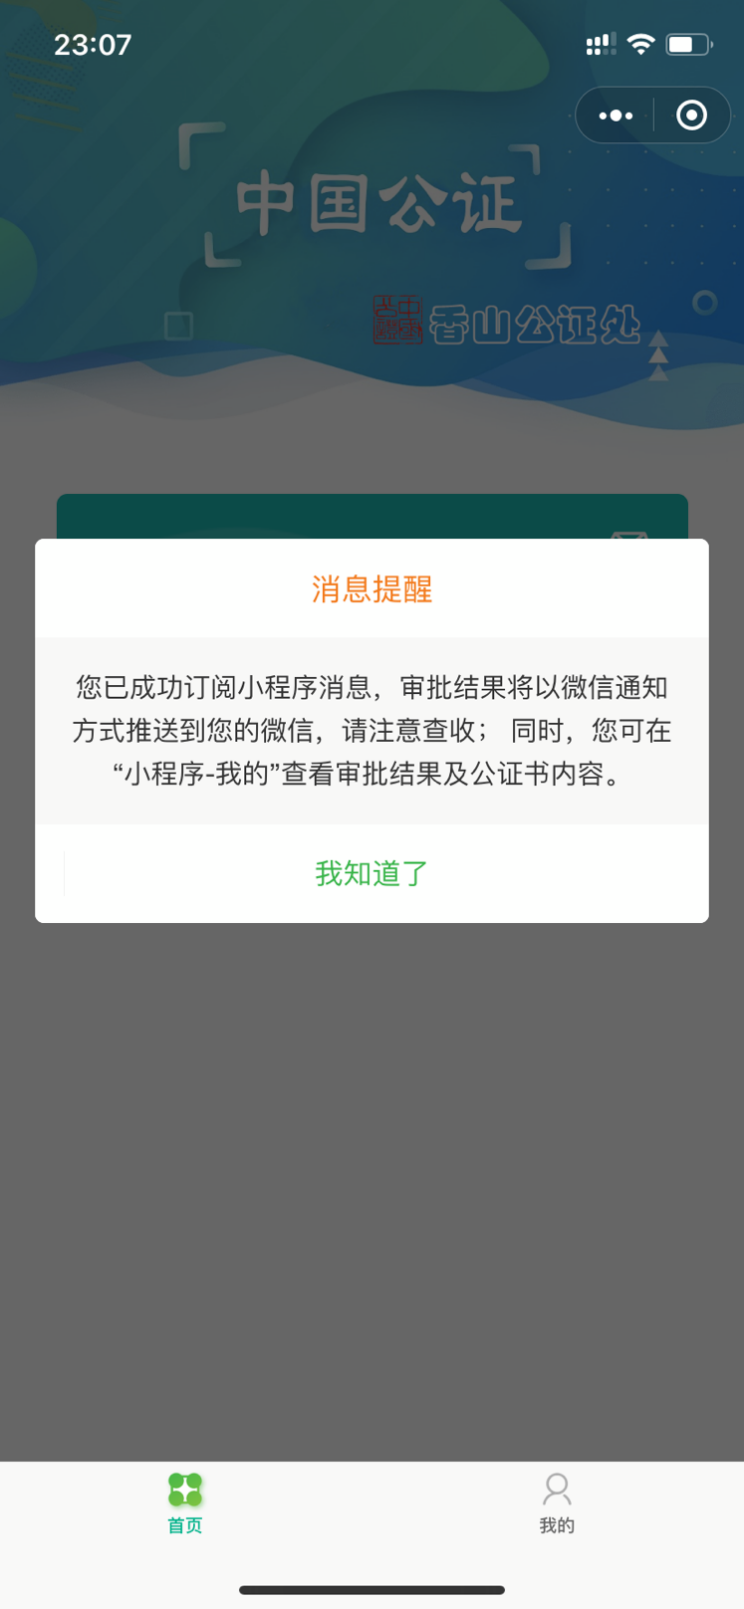 23:07
中国公证
香山公证处
消息提醒
您已成功订阅小程序消息，审批结果将以微信通知
方式推送到您的微信，请注意查收； 同时，您可在
“小程序-我的”查看审批结果及公证书内容。
我知道了
首页
我的